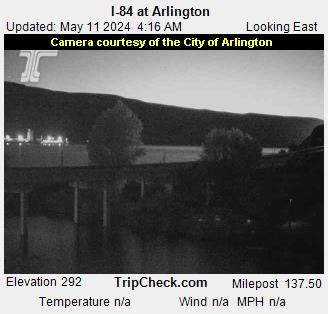 I-84 at Arlington
Updated: May 11 2024 4:16 AM Looking East
Camera courtesy of the City of Arlington
Elevation 292 TripCheck.com Milepost 137.50
Temperature n/a Wind n/a MPH n/a